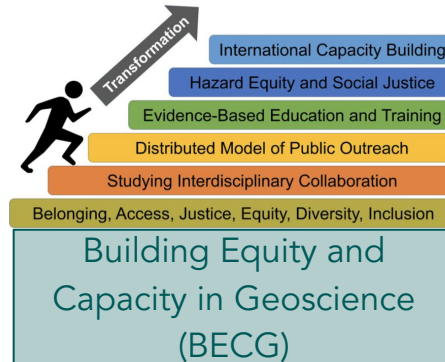 Transformation
International Capacity Building
Hazard Equity and Social Justice
Evidence-Based Education and Training
Distributed Model of Public Outreach
Studying Interdisciplinary Collaboration
Belonging, Access, Justice, Equity, Diversity, Inclusion
Building Equity and
Capacity in Geoscience
(BECG)